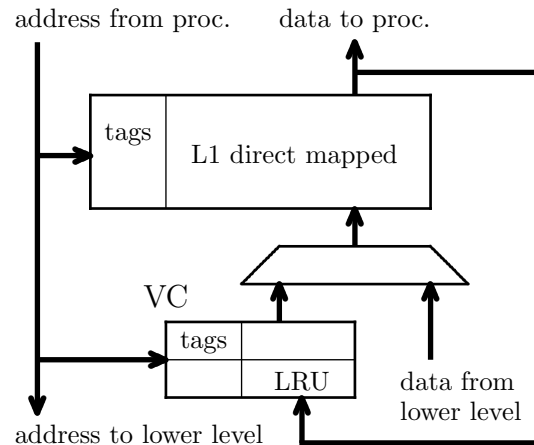 address from proc.
data to proc.
tags
L1 direct mapped
VC
tags
LRU
data from
lower level
address to lower level